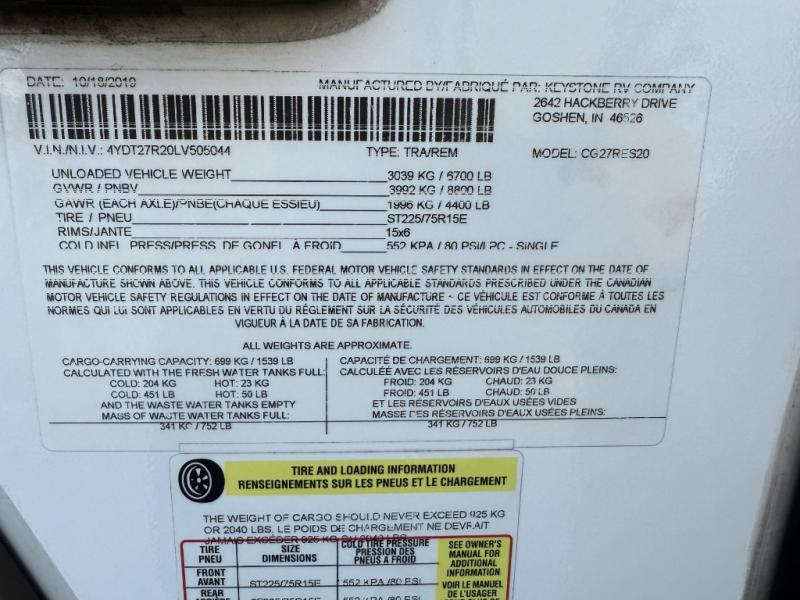 DATE: 10/18/2019 MANUFACTURED BY/FABRIQUÉ PAR: KEYSTONE RV COMPANY
2642 HACKBERRY DRIVE
GOSHEN, IN 46526
V.I.N./N.I.V.: 4YDT27R20LV505044 TYPE: TRA/REM MODEL: CG27RES20
UNLOADED VEHICLE WEIGHT 3039 KG / 6700 LB
GVWR / PNBV 3992 KG / 8800 LB
GAWR (EACH AXLE)/PNBE(CHAQUE ESSIEU) 1996 KG / 4400 LB
TIRE / PNEU ST225/75R15E
RIMS/JANTE 15x6
COLD INFL PRESS/PRESS DE GONFL À FROID 552 KPA / 80 PSI/LPC - SINGLE
THIS VEHICLE CONFORMS TO ALL APPLICABLE U.S. FEDERAL MOTOR VEHICLE SAFETY STANDARDS IN EFFECT ON THE DATE OF
MANUFACTURE SHOWN ABOVE. THIS VEHICLE CONFORMS TO ALL APPLICABLE STANDARDS PRESCRIBED UNDER THE CANADIAN
MOTOR VEHICLE SAFETY REGULATIONS IN EFFECT ON THE DATE OF MANUFACTURE ~ CE VÉHICULE EST CONFORME À TOUTES LES
NORMES QUI LUI SONT APPLICABLES EN VERTU DU RÈGLEMENT SUR LA SÉCURITÉ DES VÉHICULES AUTOMOBILES DU CANADA EN
VIGUEUR À LA DATE DE SA FABRICATION.
ALL WEIGHTS ARE APPROXIMATE.
CARGO-CARRYING CAPACITY: 699 KG / 1539 LB
CALCULATED WITH THE FRESH WATER TANKS FULL:
COLD: 204 KG HOT: 23 KG
COLD: 451 LB HOT: 50 LB
AND THE WASTE WATER TANKS EMPTY
MASS OF WASTE WATER TANKS FULL:
341 KG / 752 LB
CAPACITÉ DE CHARGEMENT: 699 KG / 1539 LB
CALCULÉE AVEC LES RÉSERVOIRS D'EAU DOUCE PLEINS:
FROID: 204 KG CHAUD: 23 KG
FROID: 451 LB CHAUD: 50 LB
ET LES RÉSERVOIRS D'EAUX USÉES VIDES
MASSE DES RÉSERVOIRS D'EAUX USÉES PLEINS:
341 KG / 752 LB
TIRE AND LOADING INFORMATION
RENSEIGNEMENTS SUR LES PNEUS ET LE CHARGEMENT
THE WEIGHT OF CARGO SHOULD NEVER EXCEED 925 KG
OR 2040 LBS. LE POIDS DE CHARGEMENT NE DEVRAIT
JAMAIS EXCÉDER 925 KG OU 2040 LBS.
TIRE
PNEU
SIZE
DIMENSIONS
COLD TIRE PRESSURE
PRESSION DES
PNEUS A FROID
SEE OWNER'S
MANUAL FOR
ADDITIONAL
INFORMATION
VOIR LE MANUEL
DE L'USAGER
FRONT
AVANT
ST225/75R15E
552 KPA /80 PSI
REAR